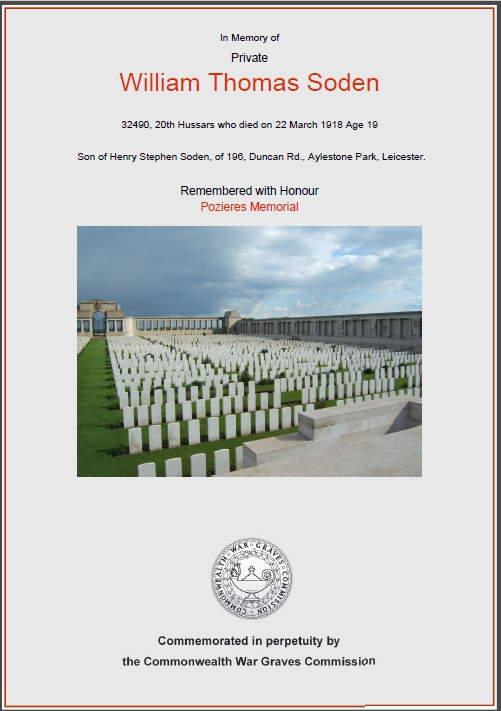 In Memory of
Private
William Thomas Soden
32490, 20th Hussars who died on 22 March 1918 Age 19
Son of Henry Stephen Soden, of 196, Duncan Rd., Aylestone Park, Leicester.
Remembered with Honour
Pozieres Memorial
COMMONWEALTH · WAR · GRAVES · COMMISSION
Commemorated in perpetuity by
the Commonwealth War Graves Commission